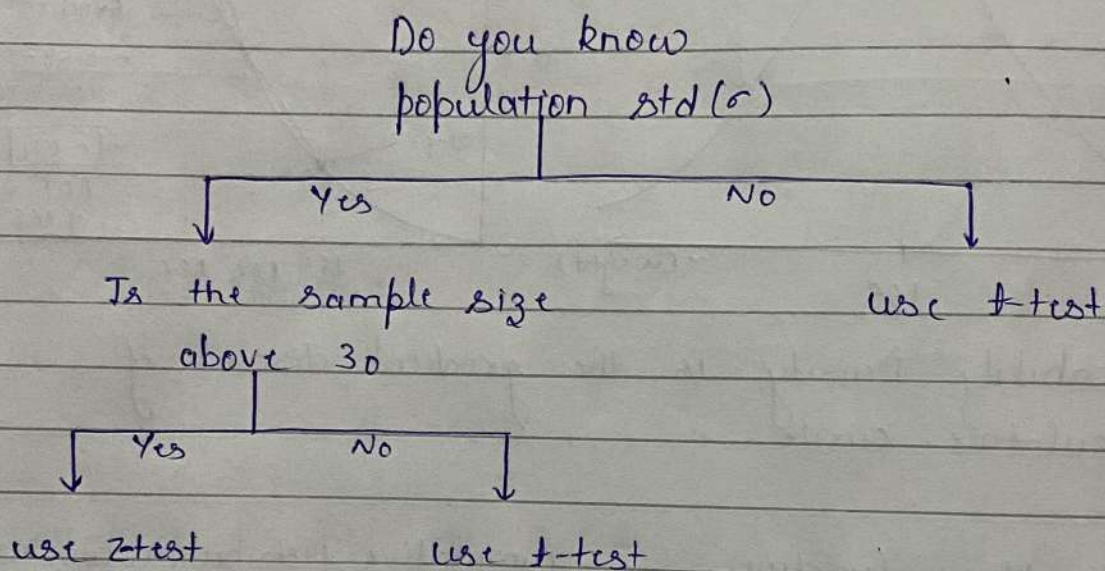 Do you know
population std (σ)
Yes
No
Is the sample size
above 30
use t-test
Yes
No
use z-test
use t-test